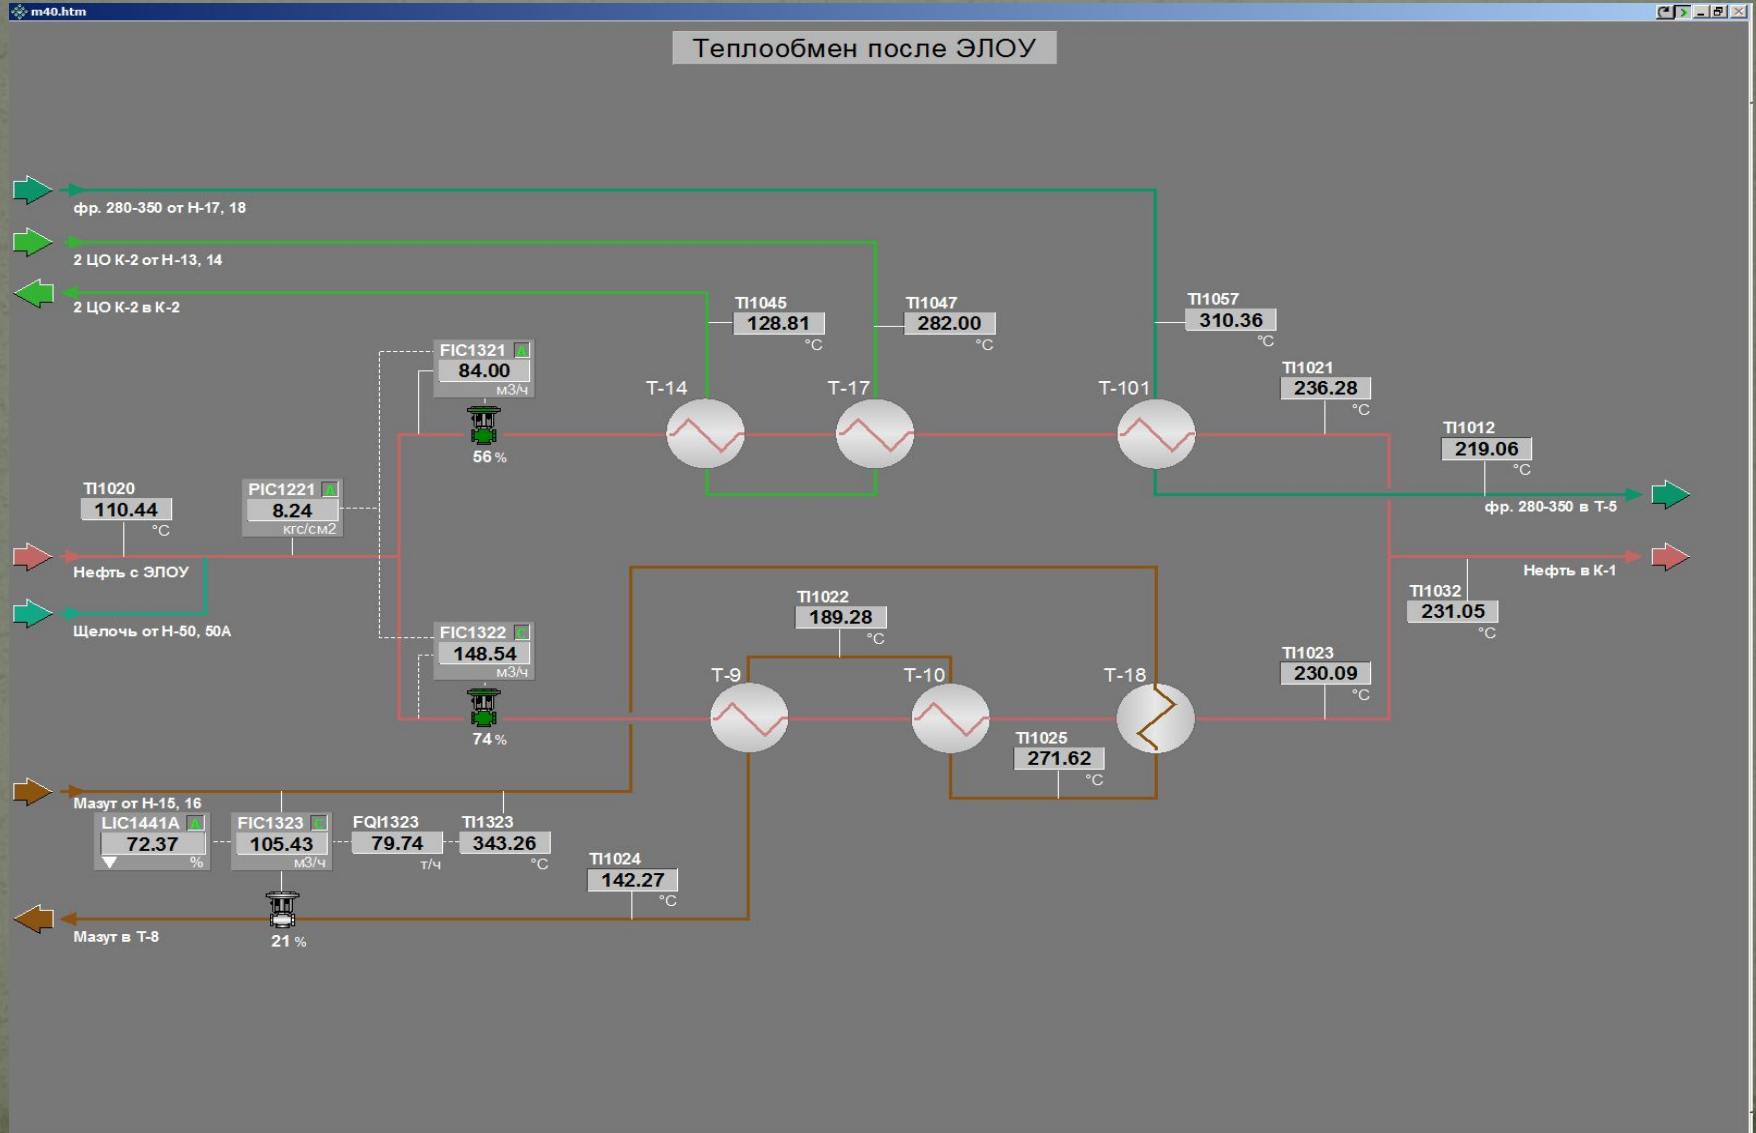 m40.htm
Теплообмен после ЭЛОУ
фр. 280-350 от Н-17, 18
2 ЦО К-2 от Н-13, 14
2 ЦО К-2 в К-2
TI1045
128.81
°C
TI1047
282.00
°C
TI1057
310.36
°C
FIC1321 A
84.00
м3/ч
56 %
Т-14
Т-17
Т-101
TI1021
236.28
°C
TI1012
219.06
°C
фр. 280-350 в Т-5
TI1020
110.44
°C
PIC1221 A
8.24
кгс/см2
Нефть с ЭЛОУ
Нефть в К-1
TI1032
231.05
°C
Щелочь от Н-50, 50А
FIC1322 C
148.54
м3/ч
74 %
TI1022
189.28
°C
Т-9
Т-10
Т-18
TI1023
230.09
°C
TI1025
271.62
°C
Мазут от Н-15, 16
LIC1441A A
72.37
%
FIC1323 C
105.43
м3/ч
FQI1323
79.74
т/ч
TI1323
343.26
°C
TI1024
142.27
°C
Мазут в Т-8
21 %